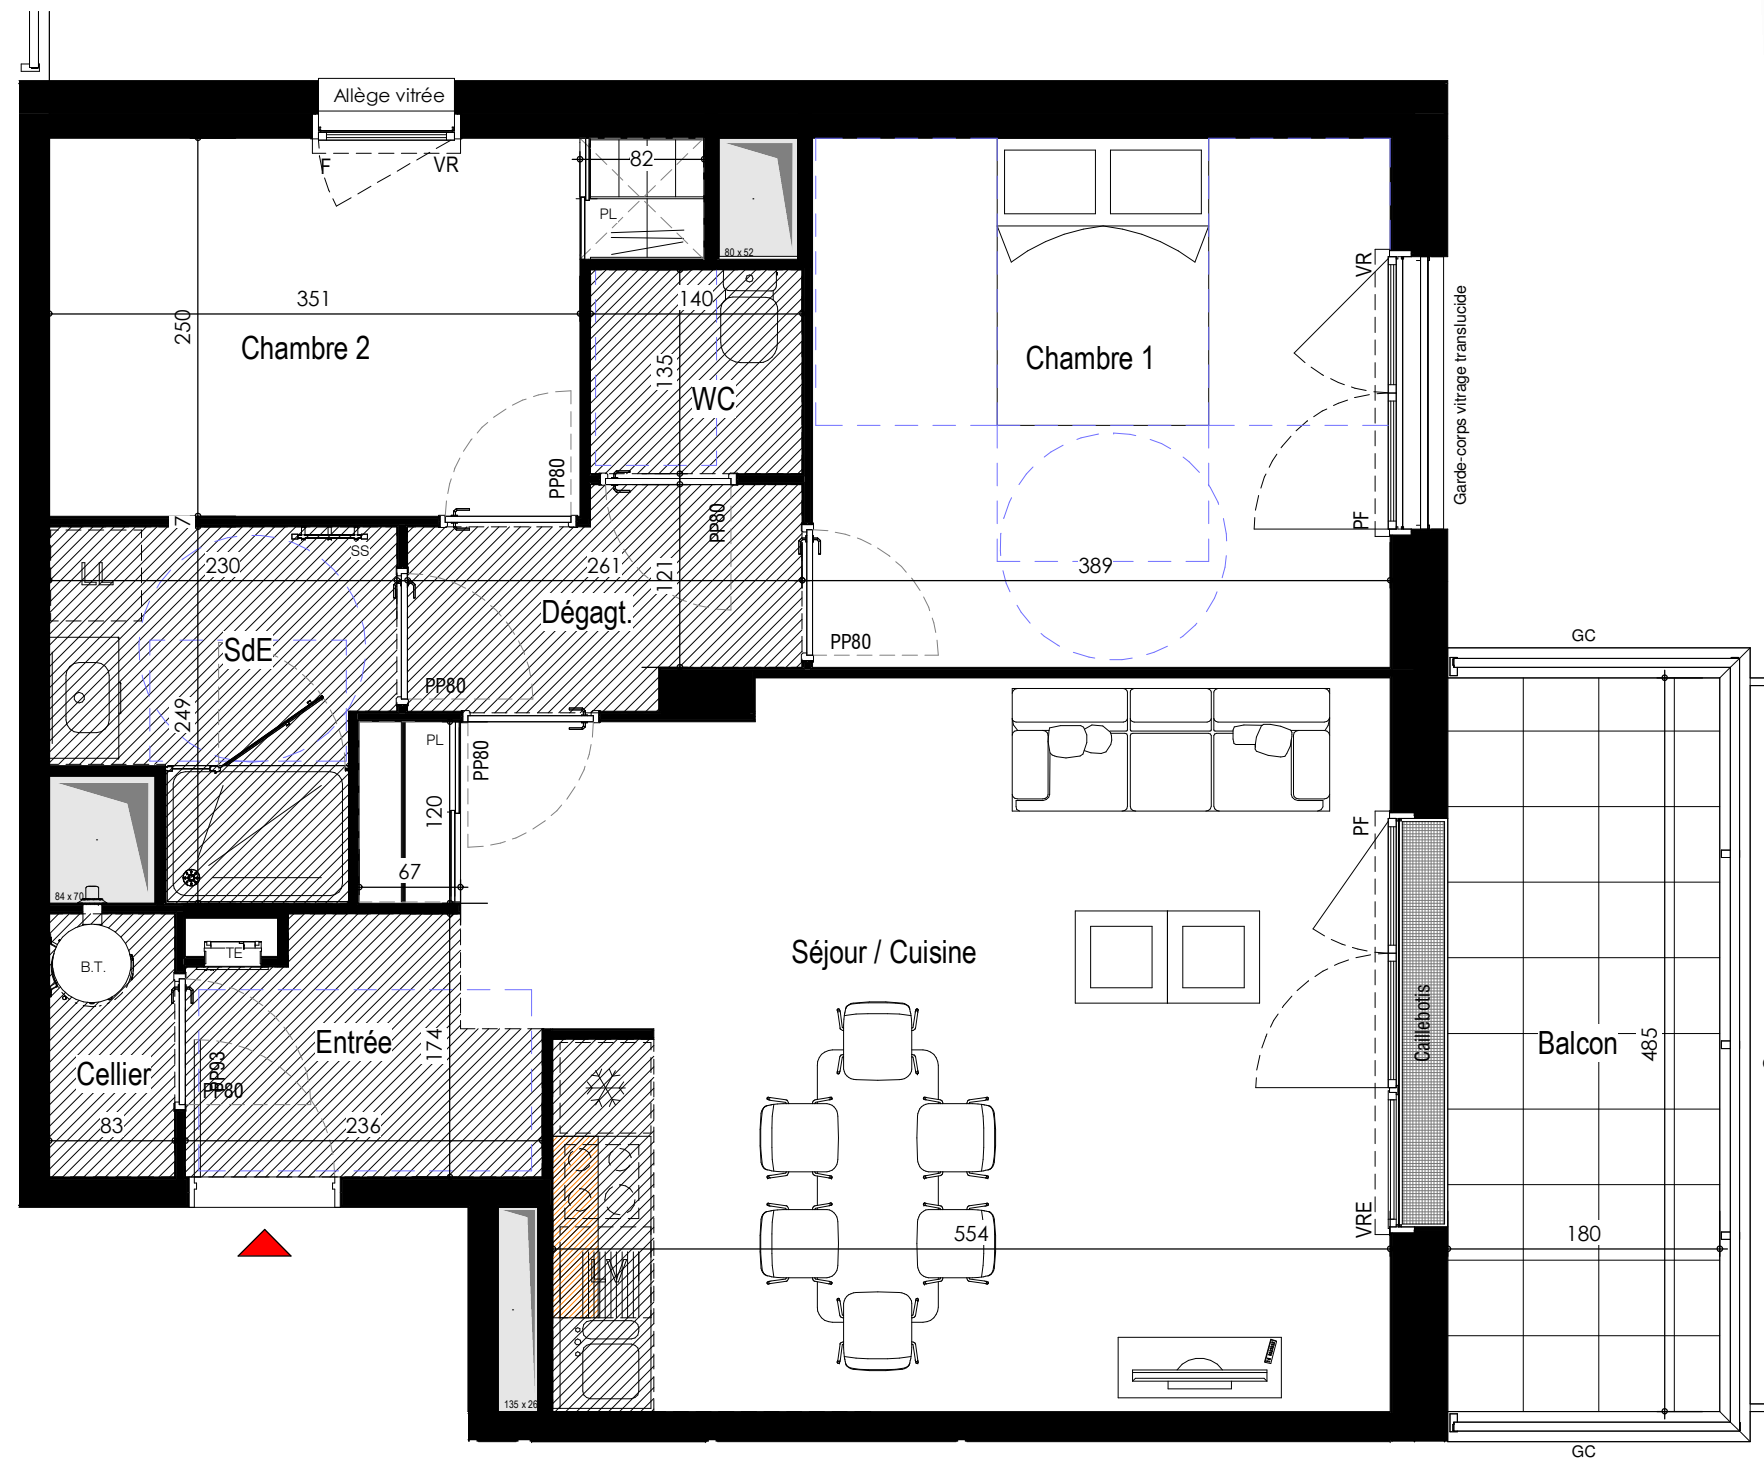 Allège vitrée
F
VR
82
PL
80 x 52
351
250
Chambre 2
140
135
WC
PP80
PP80
VR
Garde-corps vitrage translucide
Chambre 1
PF
7
SS
LL
230
261
121
389
Dégagt.
SdE
PP80
PP80
249
GC
PL
PP80
120
67
PF
84 x 70
B.T.
TE
Séjour / Cuisine
Caillebotis
Balcon
485
Entrée
174
Cellier
PP93
PP80
83
236
LV
554
VRE
180
135 x 26
GC